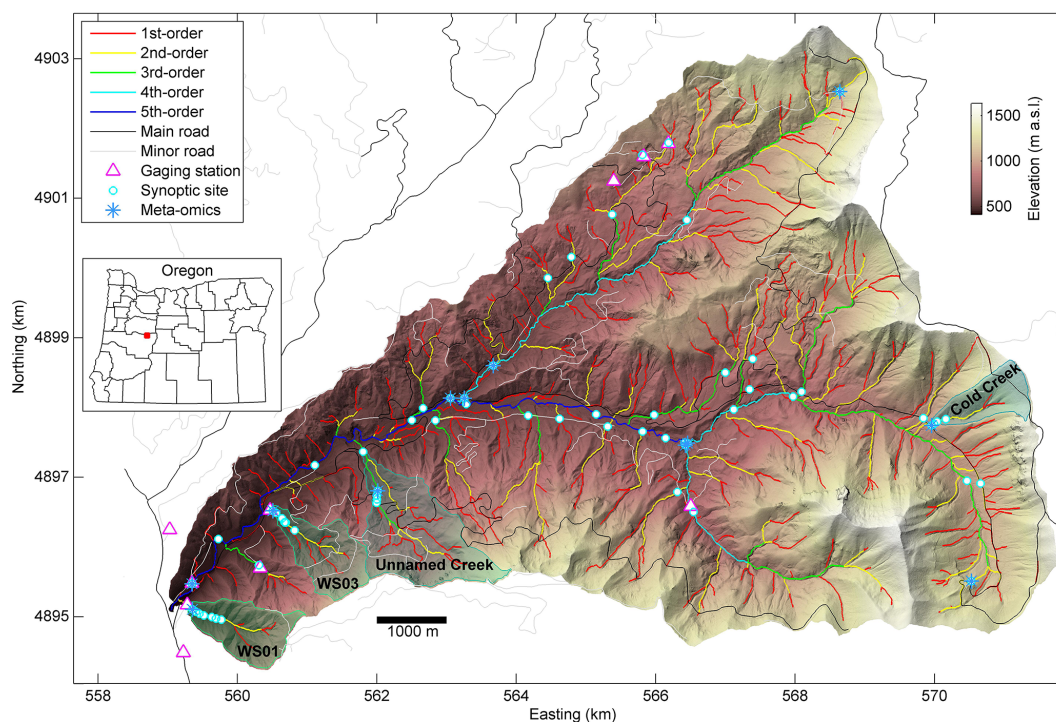 1st-order
2nd-order
3rd-order
4th-order
5th-order
Main road
Minor road
Gaging station
Synoptic site
Meta-omics
Oregon
1500
1000
500
Elevation (m a.s.l.)
4903
4901
4899
4897
4895
Northing (km)
Cold Creek
Unnamed Creek
WS03
WS01
1000 m
558
560
562
564
566
568
570
Easting (km)